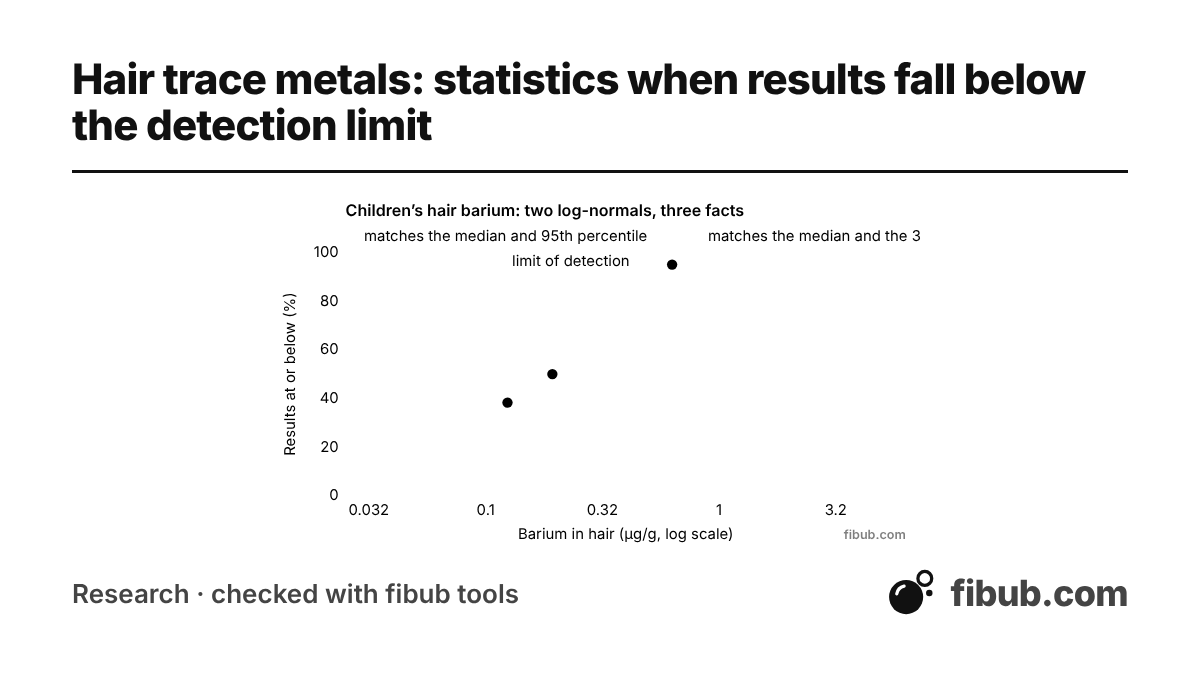 Hair trace metals: statistics when results fall below
the detection limit
Children’s hair barium: two log-normals, three facts
matches the median and 95th percentile
matches the median and the 3
limit of detection
100
80
60
40
20
0
Results at or below (%)
0.032 0.1 0.32 1 3.2
Barium in hair (µg/g, log scale)
fibub.com
Research · checked with fibub tools
fibub.com